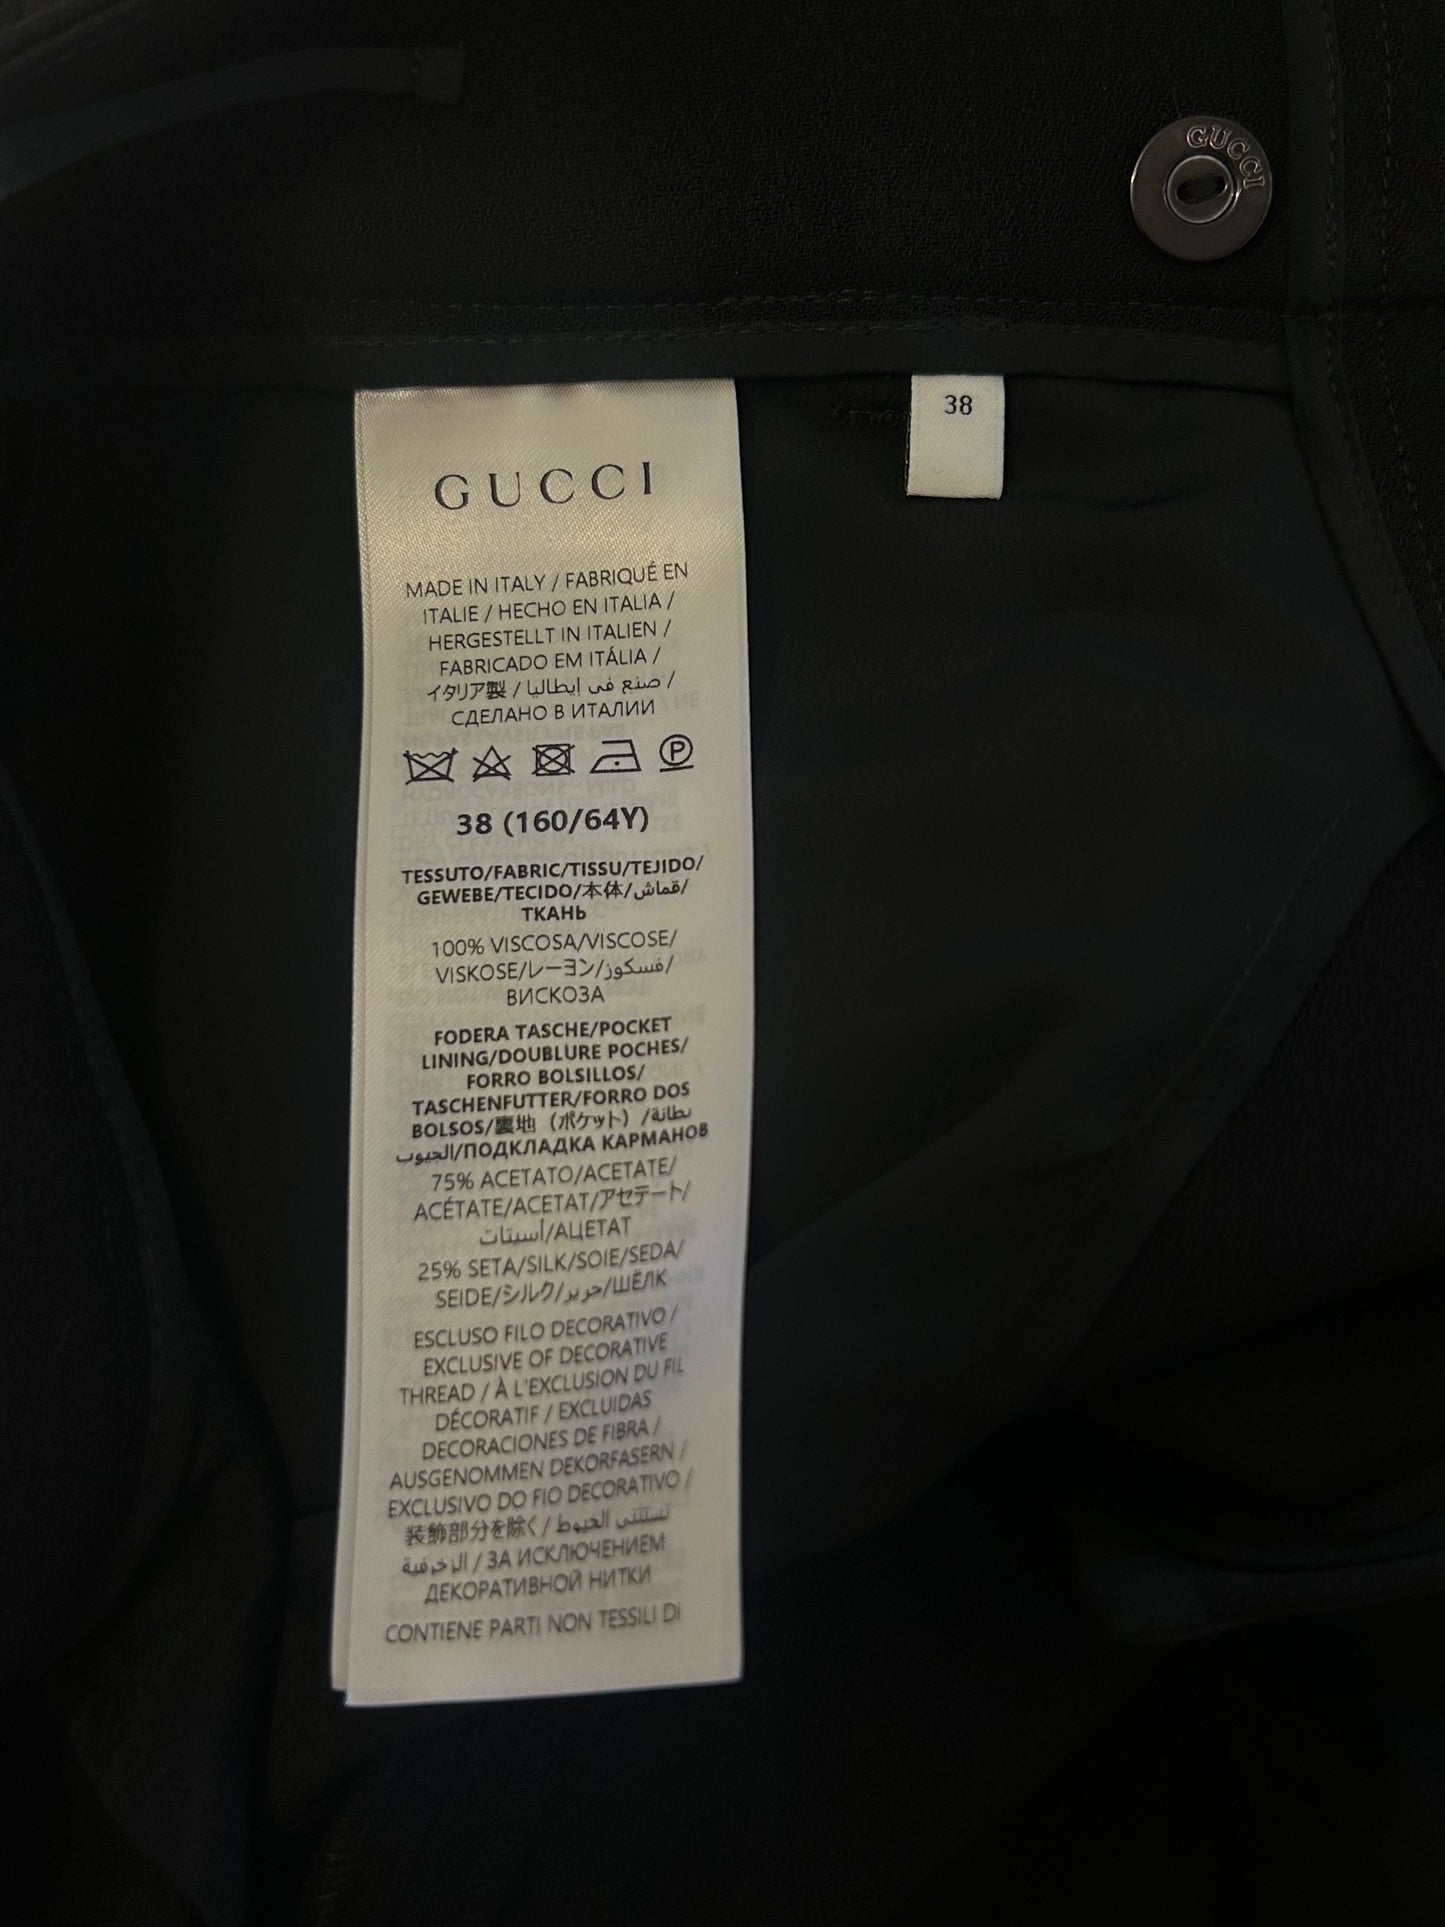 GUCCI
38
GUCCI
MADE IN ITALY / FABRIQUÉ EN
ITALIE / HECHO EN ITALIA /
HERGESTELLT IN ITALIEN /
FABRICADO EM ITÁLIA /
イタリア製 / صنع في إيطاليا /
СДЕЛАНО В ИТАЛИИ
P
38 (160/64Y)
TESSUTO/FABRIC/TISSU/TEJIDO/
GEWEBE/TECIDO/本体/قماش/
ТКАНЬ
100% VISCOSA/VISCOSE/
VISKOSE/レーヨン/فسكوز/
ВИСКОЗА
FODERA TASCHE/POCKET
LINING/DOUBLURE POCHES/
FORRO BOLSILLOS/
TASCHENFUTTER/FORRO DOS
BOLSOS/裏地（ポケット）/بطانة
الجيوب/ПОДКЛАДКА КАРМАНОВ
75% ACETATO/ACETATE/
ACÉTATE/ACETAT/アセテート/
أسيتات/АЦЕТАТ
25% SETA/SILK/SOIE/SEDA/
SEIDE/シルク/حرير/ШЁЛК
ESCLUSO FILO DECORATIVO /
EXCLUSIVE OF DECORATIVE
THREAD / À L'EXCLUSION DU FIL
DÉCORATIF / EXCLUIDAS
DECORACIONES DE FIBRA /
AUSGENOMMEN DEKORFASERN /
EXCLUSIVO DO FIO DECORATIVO /
装飾部分を除く / تستثنى الخيوط
الزخرفية / ЗА ИСКЛЮЧЕНИЕМ
ДЕКОРАТИВНОЙ НИТКИ
CONTIENE PARTI NON TESSILI DI